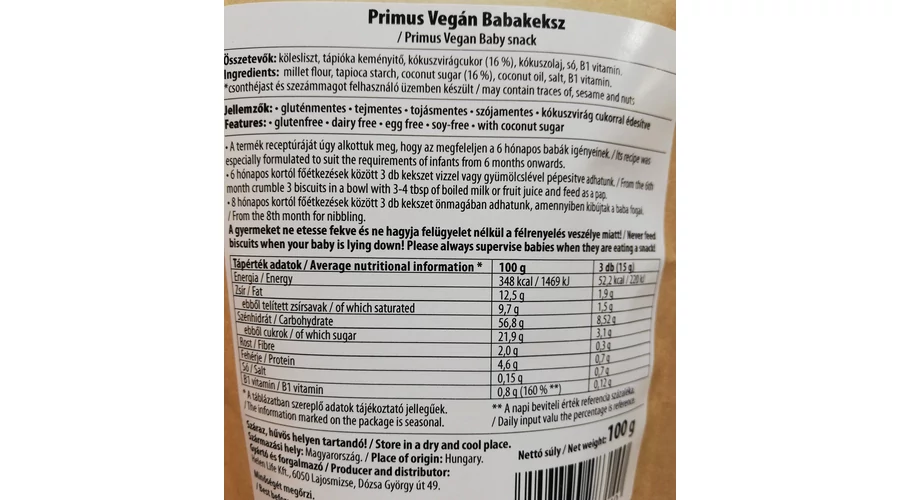 Primus Vegán Babakeksz
/ Primus Vegan Baby snack
Összetevők: kölesliszt, tápióka keményítő, kókuszvirágcukor (16 %), kókuszolaj, só, B1 vitamin.
Ingredients: millet flour, tapioca starch, coconut sugar (16 %), coconut oil, salt, B1 vitamin.
*csonthéjast és szezámmagot felhasználó üzemben készült / may contain traces of, sesame and nuts
Jellemzők: • gluténmentes • tejmentes • tojásmentes • szójamentes • kókuszvirág cukorral édesítve
Features: • glutenfree • dairy free • egg free • soy-free • with coconut sugar
• A termék receptúráját úgy alkottuk meg, hogy az megfeleljen a 6 hónapos babák igényeinek. / Its recipe was
especially formulated to suit the requirements of infants from 6 months onwards.
• 6 hónapos kortól főétkezések között 3 db kekszet vízzel vagy gyümölcslével pépesítve adhatunk. / From the 6th
month crumble 3 biscuits in a bowl with 3-4 tbsp of boiled milk or fruit juice and feed as a pap.
• 8 hónapos kortól főétkezések között 3 db kekszet önmagában adhatunk, amennyiben kibújtak a baba fogai.
/ From the 8th month for nibbling.
A gyermeket ne etesse fekve és ne hagyja felügyelet nélkül a félrenyelés veszélye miatt! / Never feed
biscuits when your baby is lying down! Please always supervise babies when they are eating a snack!
Tápérték adatok / Average nutritional information * 100 g 3 db (15 g)
Energia / Energy 348 kcal / 1469 kJ 52,2 kcal / 220 kJ
Zsír / Fat 12,5 g 1,9 g
ebből telített zsírsavak / of which saturated 9,7 g 1,5 g
Szénhidrát / Carbohydrate 56,8 g 8,52 g
ebből cukrok / of which sugar 21,9 g 3,1 g
Rost / Fibre 2,0 g 0,3 g
Fehérje / Protein 4,6 g 0,7 g
Só / Salt 0,15 g 0,7 g
B1 vitamin / B1 vitamin 0,8 g (160 % **) 0,12 g
* A táblázatban szereplő adatok tájékoztató jellegűek.
/ The information marked on the package is seasonal.
** A napi beviteli érték referencia százaléka.
/ Daily input valu the percentage is reference.
Száraz, hűvös helyen tartandó! / Store in a dry and cool place.
Származási hely: Magyarország. / Place of origin: Hungary.
Gyártó és forgalmazó / Producer and distributor:
Helen Life Kft., 6050 Lajosmizse, Dózsa György út 49.
Minőségét megőrzi,
/ Best
Nettó súly / Net weight: 100 g